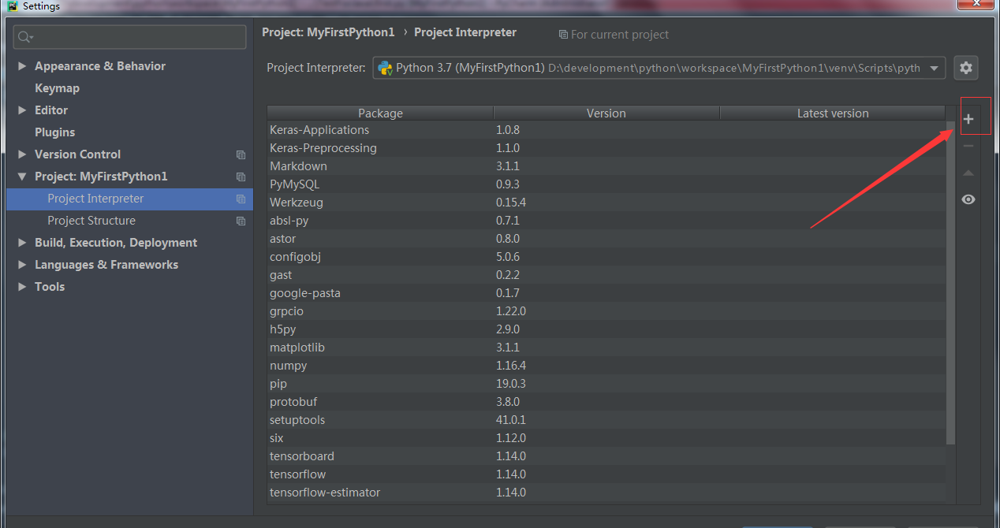 Settings
Project: MyFirstPython1 › Project Interpreter For current project
Appearance & Behavior
Keymap
Editor
Plugins
Version Control
Project: MyFirstPython1
Project Interpreter
Project Structure
Build, Execution, Deployment
Languages & Frameworks
Tools
Project Interpreter: Python 3.7 (MyFirstPython1) D:\development\python\workspace\MyFirstPython1\venv\Scripts\pyth
Package Version Latest version
Keras-Applications 1.0.8
Keras-Preprocessing 1.1.0
Markdown 3.1.1
PyMySQL 0.9.3
Werkzeug 0.15.4
absl-py 0.7.1
astor 0.8.0
configobj 5.0.6
gast 0.2.2
google-pasta 0.1.7
grpcio 1.22.0
h5py 2.9.0
matplotlib 3.1.1
numpy 1.16.4
pip 19.0.3
protobuf 3.8.0
setuptools 41.0.1
six 1.12.0
tensorboard 1.14.0
tensorflow 1.14.0
tensorflow-estimator 1.14.0